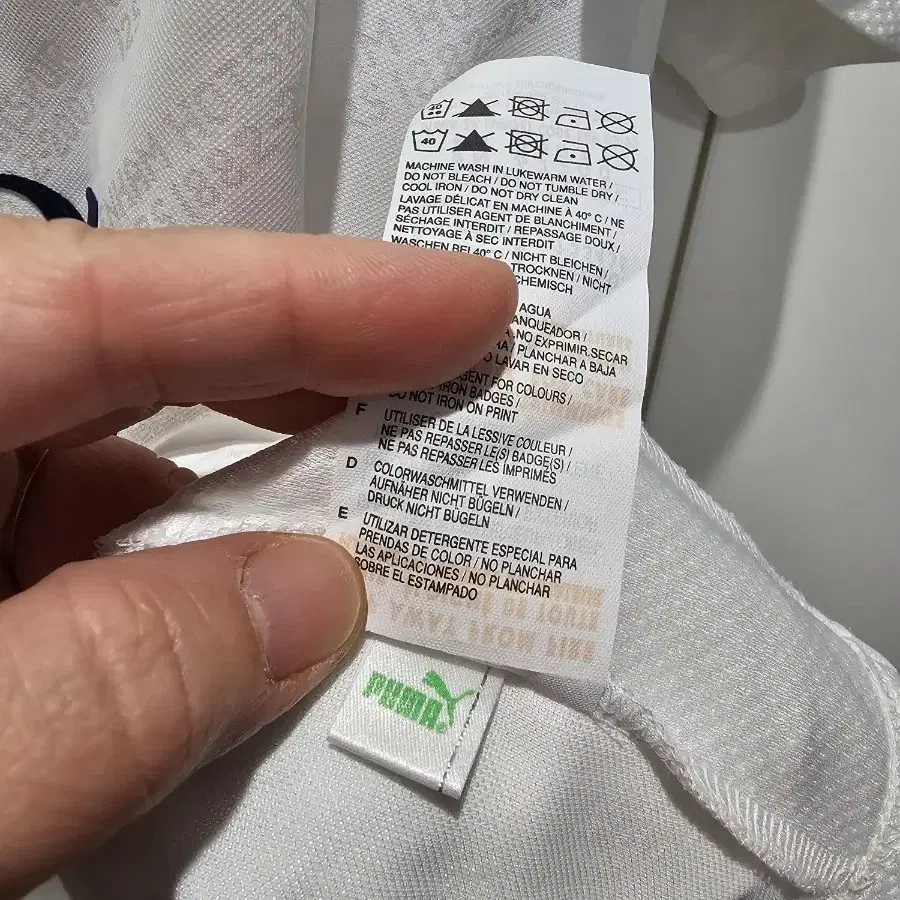 40
40
MACHINE WASH IN LUKEWARM WATER /
DO NOT BLEACH / DO NOT TUMBLE DRY /
COOL IRON / DO NOT DRY CLEAN
LAVAGE DÉLICAT EN MACHINE À 40° C / NE
PAS UTILISER AGENT DE BLANCHIMENT /
SÉCHAGE INTERDIT / REPASSAGE DOUX /
NETTOYAGE À SEC INTERDIT
WASCHEN BEI 40° C / NICHT BLEICHEN /
TROCKNEN / NICHT
CHEMISCH
AGUA
ANQUEADOR /
NO EXPRIMIR.SECAR
/ PLANCHAR A BAJA
O LAVAR EN SECO
GENT FOR COLOURS /
IRON BADGES /
DO NOT IRON ON PRINT
F UTILISER DE LA LESSIVE COULEUR /
NE PAS REPASSER LE(S) BADGE(S) /
NE PAS REPASSER LES IMPRIMÉS
D COLORWASCHMITTEL VERWENDEN /
AUFNÄHER NICHT BÜGELN /
DRUCK NICHT BÜGELN
E UTILIZAR DETERGENTE ESPECIAL PARA
PRENDAS DE COLOR / NO PLANCHAR
LAS APLICACIONES / NO PLANCHAR
SOBRE EL ESTAMPADO
PUMA